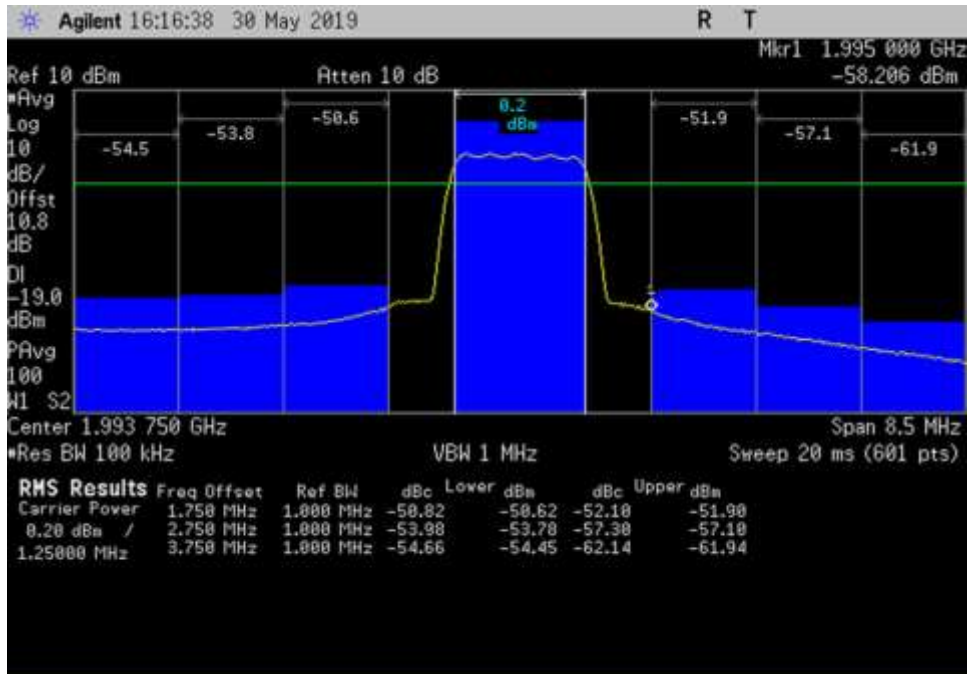 Agilent 16:16:38 30 May 2019 R T
Mkr1 1.995 000 GHz
Ref 10 dBm Atten 10 dB -58.206 dBm
#Avg
Log
10
dB/
Offst
10.8
dB
DI
-19.0
dBm
PAvg
100
W1 S2
-54.5 -53.8 -50.6 0.2 dBm -51.9 -57.1 -61.9
1
Center 1.993 750 GHz Span 8.5 MHz
#Res BW 100 kHz VBW 1 MHz Sweep 20 ms (601 pts)
RMS Results Freq Offset Ref BW dBc Lower dBm dBc Upper dBm
Carrier Power 1.750 MHz 1.000 MHz -50.82 -50.62 -52.10 -51.90
0.20 dBm / 2.750 MHz 1.000 MHz -53.98 -53.78 -57.30 -57.10
1.25000 MHz 3.750 MHz 1.000 MHz -54.66 -54.45 -62.14 -61.94